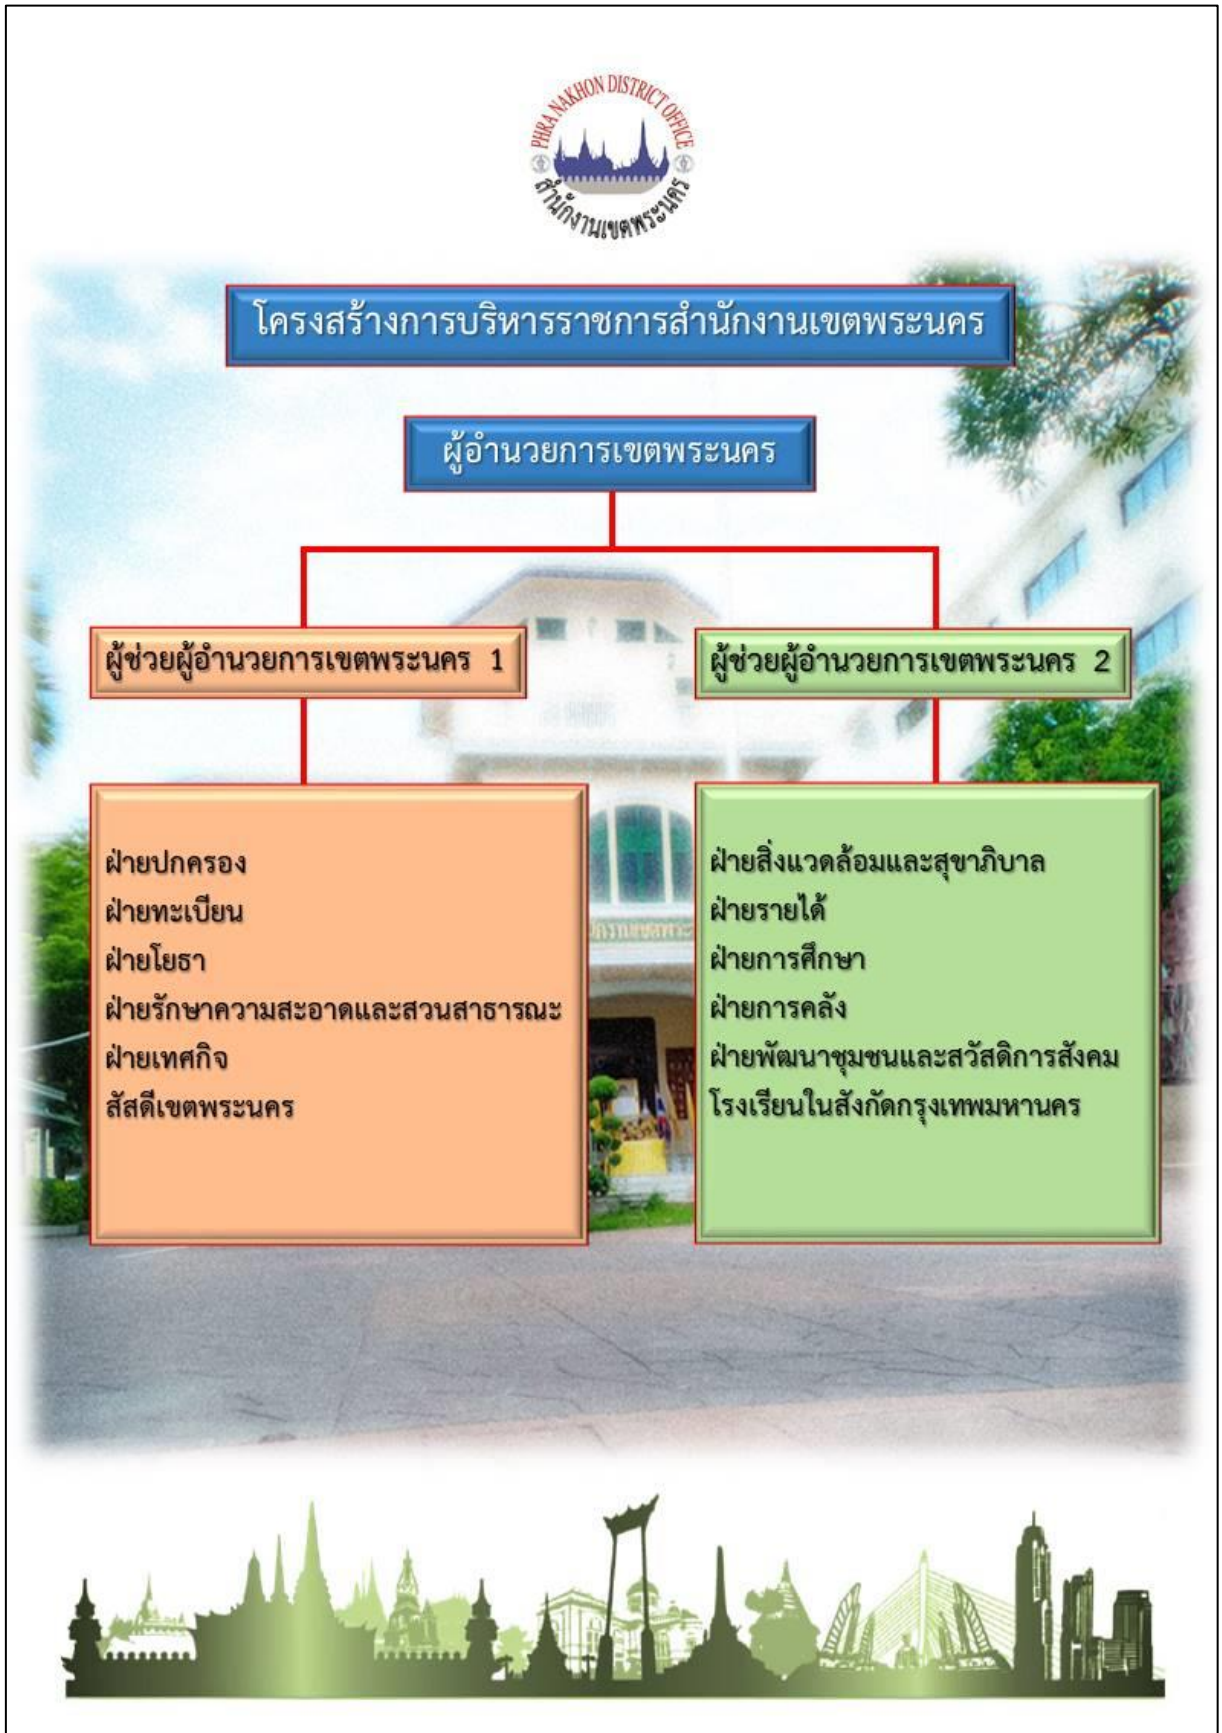 PHRA NAKHON DISTRICT OFFICE
สำนักงานเขตพระนคร
โครงสร้างการบริหารราชการสำนักงานเขตพระนคร
ผู้อำนวยการเขตพระนคร
ผู้ช่วยผู้อำนวยการเขตพระนคร 1
ผู้ช่วยผู้อำนวยการเขตพระนคร 2
ฝ่ายปกครอง
ฝ่ายทะเบียน
ฝ่ายโยธา
ฝ่ายรักษาความสะอาดและสวนสาธารณะ
ฝ่ายเทศกิจ
สัสดีเขตพระนคร
ฝ่ายสิ่งแวดล้อมและสุขาภิบาล
ฝ่ายรายได้
ฝ่ายการศึกษา
ฝ่ายการคลัง
ฝ่ายพัฒนาชุมชนและสวัสดิการสังคม
โรงเรียนในสังกัดกรุงเทพมหานคร